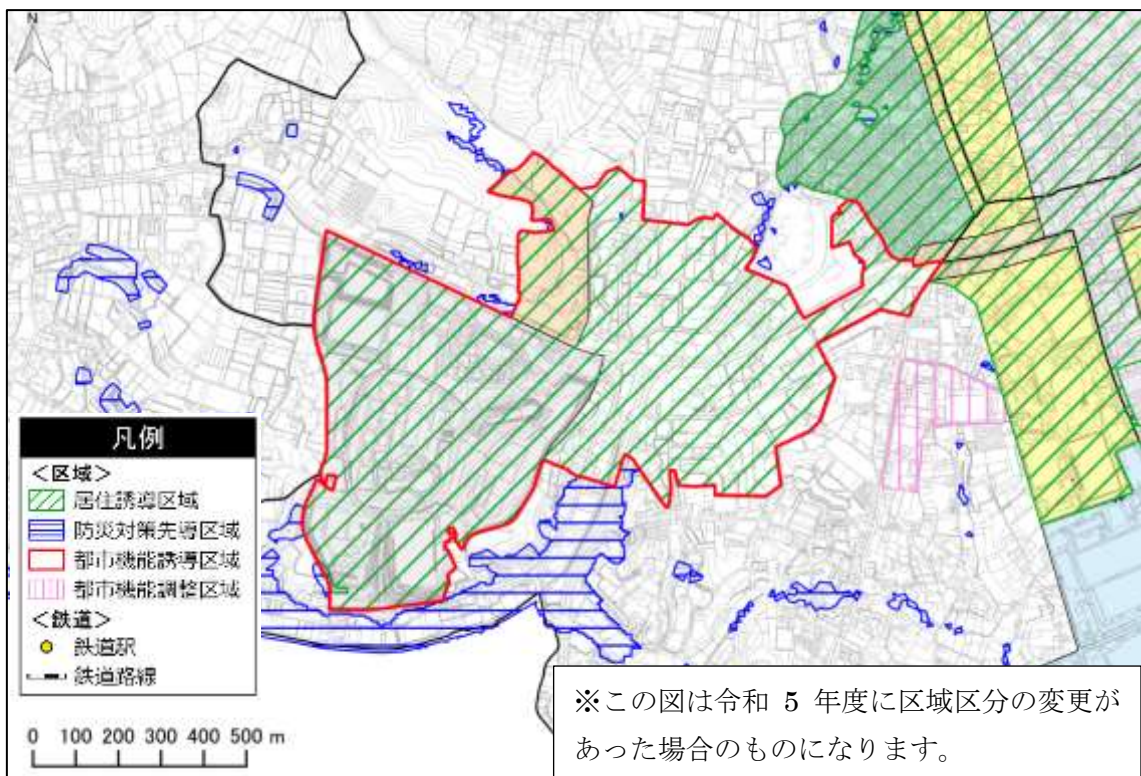 N
凡例
＜区域＞
居住誘導区域
防災対策先導区域
都市機能誘導区域
都市機能調整区域
＜鉄道＞
鉄道駅
鉄道路線
0 100 200 300 400 500 m
※この図は令和 5 年度に区域区分の変更が
あった場合のものになります。